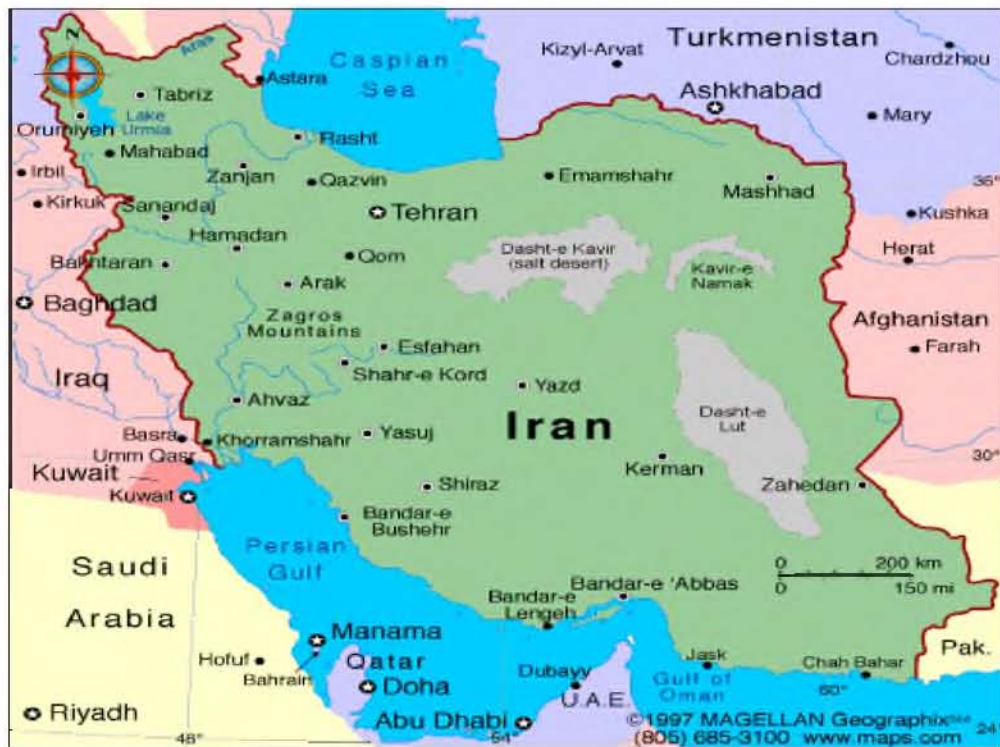 N
Aras
Caspian
Sea
Kizyl-Arvat
Turkmenistan
Chardzhou
Astara
Ashkhabad
Tabriz
Mary
Orumiyeh
Lake
Urmia
Rasht
Mahabad
Irbil
Zanjan
Qazvin
Emamshahr
Mashhad
36°
Kirkuk
Sanandaj
Tehran
Kushka
Hamadan
Dasht-e Kavir
(salt desert)
Herat
Bakhtaran
Qom
Kavir-e
Namak
Arak
Baghdad
Zagros
Mountains
Afghanistan
Esfahan
Farah
Iraq
Shahr-e Kord
Yazd
Ahvaz
Dasht-e
Lut
Iran
Basra
Khorramshahr
Yasuj
Umm Qasr
30°
Kuwait
Kerman
Kuwait
Shiraz
Zahedan
Bandar-e
Bushehr
Persian
Gulf
Saudi
Arabia
200 km
0
Bandar-e 'Abbas
0
150 mi
Bandar-e
Lengeh
Manama
Pak.
Hofuf
Bahrain
Qatar
Dubayy
Jask
Chah Bahar
Doha
U.A.E.
Gulf of
Oman
60°
Riyadh
Abu Dhabi
48°
54°
©1997 MAGELLAN Geographix
(805) 685-3100 www.maps.com
24°